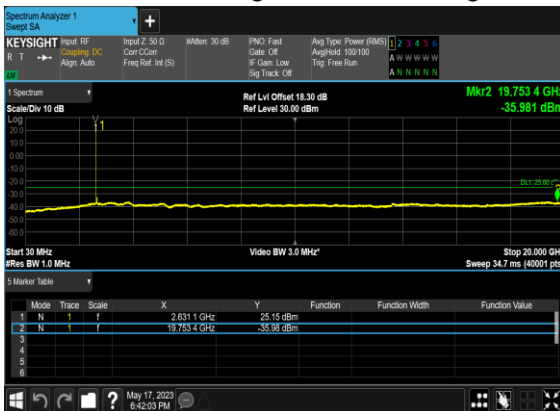 Spectrum Analyzer 1
Swept SA
+
KEYSIGHT
R T
LV
Input: RF
Coupling: DC
Align: Auto
Input Z: 50 Ω
Corr CCorr
Freq Ref: Int (S)
#Atten: 30 dB
PNO: Fast
Gate: Off
IF Gain: Low
Sig Track: Off
Avg Type: Power (RMS)
Avg|Hold: 100/100
Trig: Free Run
1 2 3 4 5 6
A W W W W W
A N N N N N
1 Spectrum
Scale/Div 10 dB
Ref Lvl Offset 18.30 dB
Ref Level 30.00 dBm
Mkr2 19.753 4 GHz
-35.981 dBm
Log
20.0
10.0
0.00
-10.0
-20.0
-30.0
-40.0
-50.0
-60.0
1
Start 30 MHz
#Res BW 1.0 MHz
Video BW 3.0 MHz*
Stop 20.000 GH
Sweep 34.7 ms (40001 pts
5 Marker Table
Mode Trace Scale X Y Function Function Width Function Value
1 N 1 f 2.631 1 GHz 25.15 dBm
2 N 1 f 19.753 4 GHz -35.98 dBm
3
4
5
6
?
May 17, 2023
6:42:03 PM